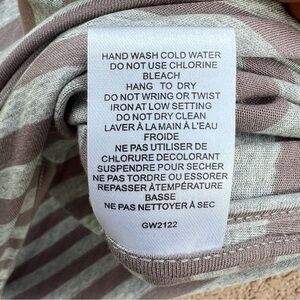 HAND WASH COLD WATER
DO NOT USE CHLORINE
BLEACH
HANG TO DRY
DO NOT WRING OR TWIST
IRON AT LOW SETTING
DO NOT DRY CLEAN
LAVER À LA MAIN À L'EAU
FROIDE
NE PAS UTILISER DE
CHLORURE DECOLORANT
SUSPENDRE POUR SECHER
NE PAS TORDRE OU ESSORER
REPASSER ÀTEMPÉRATURE
BASSE
NE PAS NETTOYER À SEC
GW2122